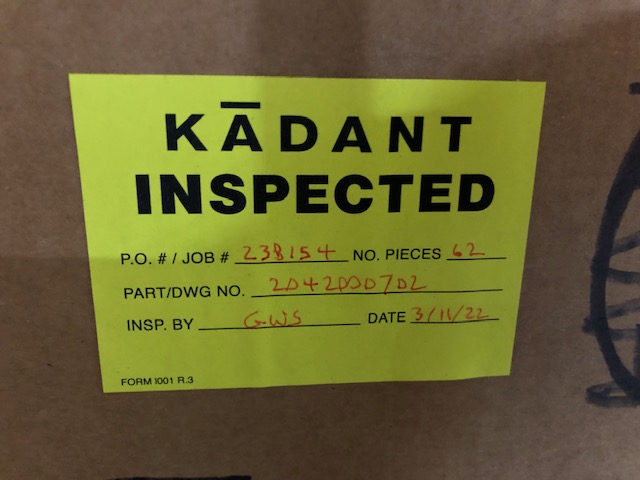 KĀDANT
INSPECTED
P.O. # / JOB # 238154 NO. PIECES 62
PART/DWG NO. 2042000702
INSP. BY GWS DATE 3/11/22
FORM I001 R.3